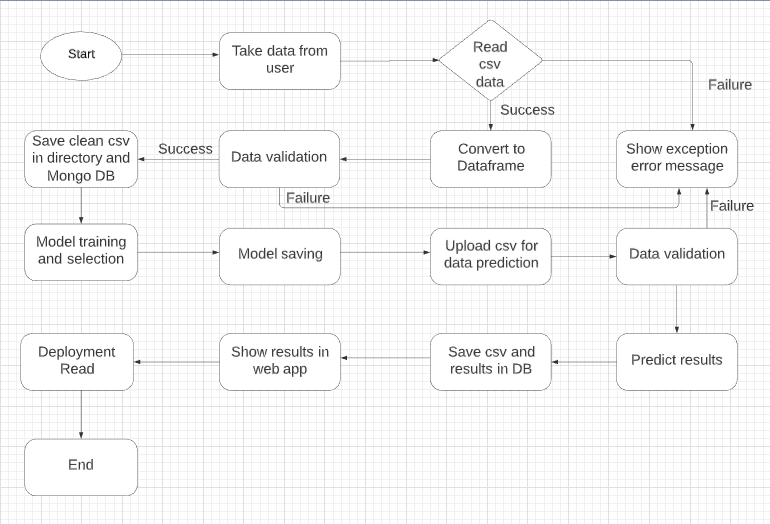 Start
Take data from
user
Read
csv
data
Failure
Success
Save clean csv
in directory and
Mongo DB
Success
Data validation
Convert to
Dataframe
Show exception
error message
Failure
Failure
Model training
and selection
Model saving
Upload csv for
data prediction
Data validation
Deployment
Read
Show results in
web app
Save csv and
results in DB
Predict results
End